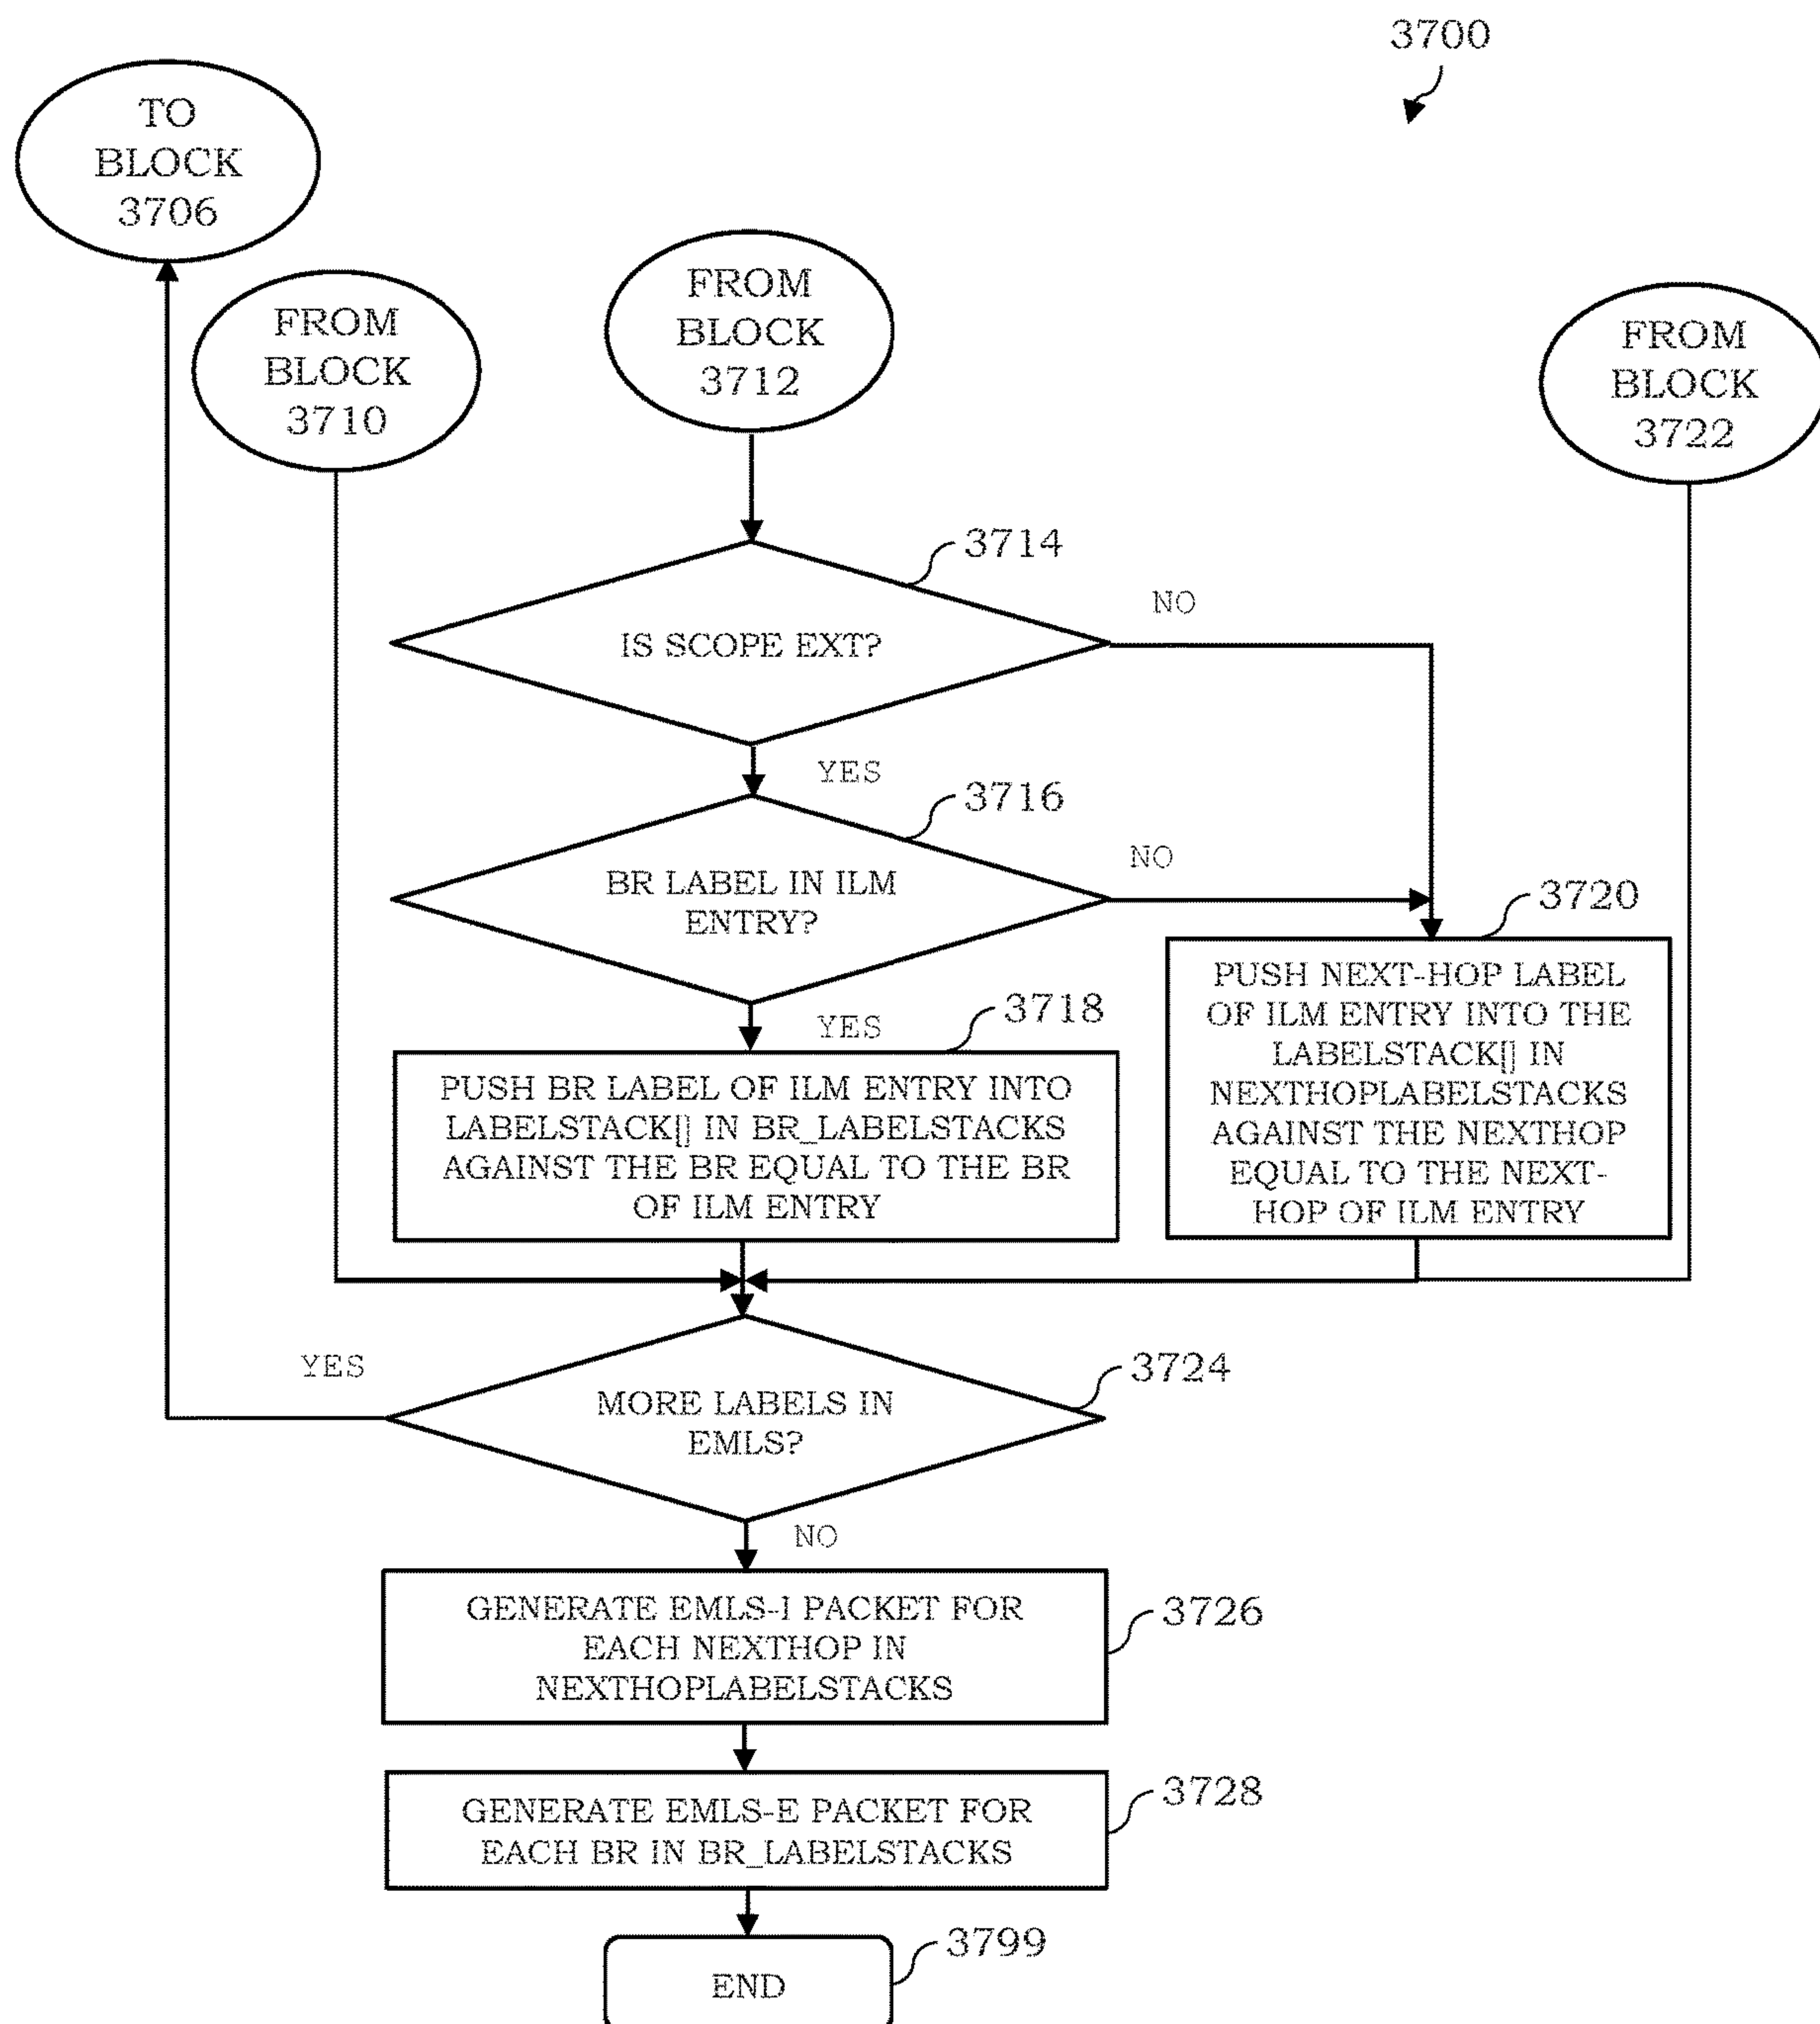 3700
TO
BLOCK
3706
FROM
BLOCK
3710
FROM
BLOCK
3712
FROM
BLOCK
3722
3714
IS SCOPE EXT?
NO
YES
3716
BR LABEL IN ILM
ENTRY?
NO
YES
3718
PUSH BR LABEL OF ILM ENTRY INTO
LABELSTACK[] IN BR_LABELSTACKS
AGAINST THE BR EQUAL TO THE BR
OF ILM ENTRY
3720
PUSH NEXT-HOP LABEL
OF ILM ENTRY INTO THE
LABELSTACK[] IN
NEXTHOPLABELSTACKS
AGAINST THE NEXTHOP
EQUAL TO THE NEXT-
HOP OF ILM ENTRY
3724
MORE LABELS IN
EMLS?
YES
NO
GENERATE EMLS-I PACKET FOR
EACH NEXTHOP IN
NEXTHOPLABELSTACKS
3726
GENERATE EMLS-E PACKET FOR
EACH BR IN BR_LABELSTACKS
3728
END
3799